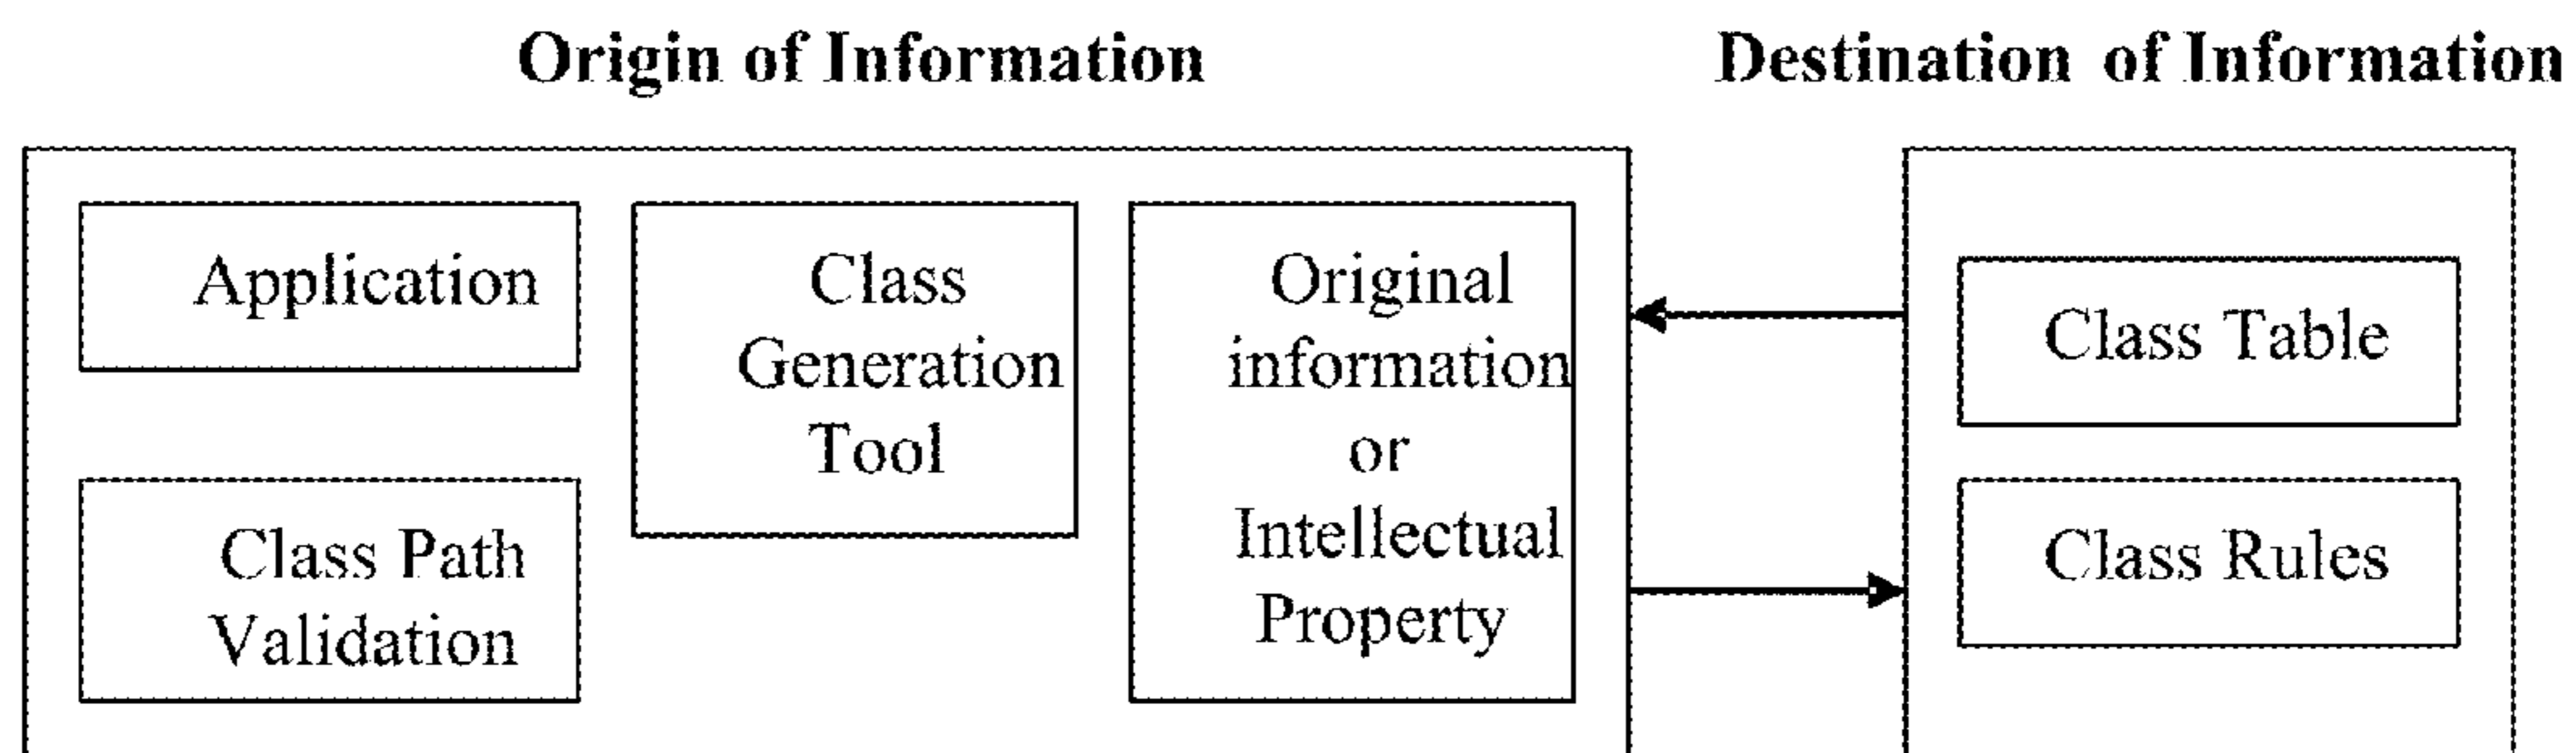 Origin of Information
Destination of Information
Application
Class
Generation
Tool
Original
information
or
Intellectual
Property
Class Path
Validation
Class Table
Class Rules